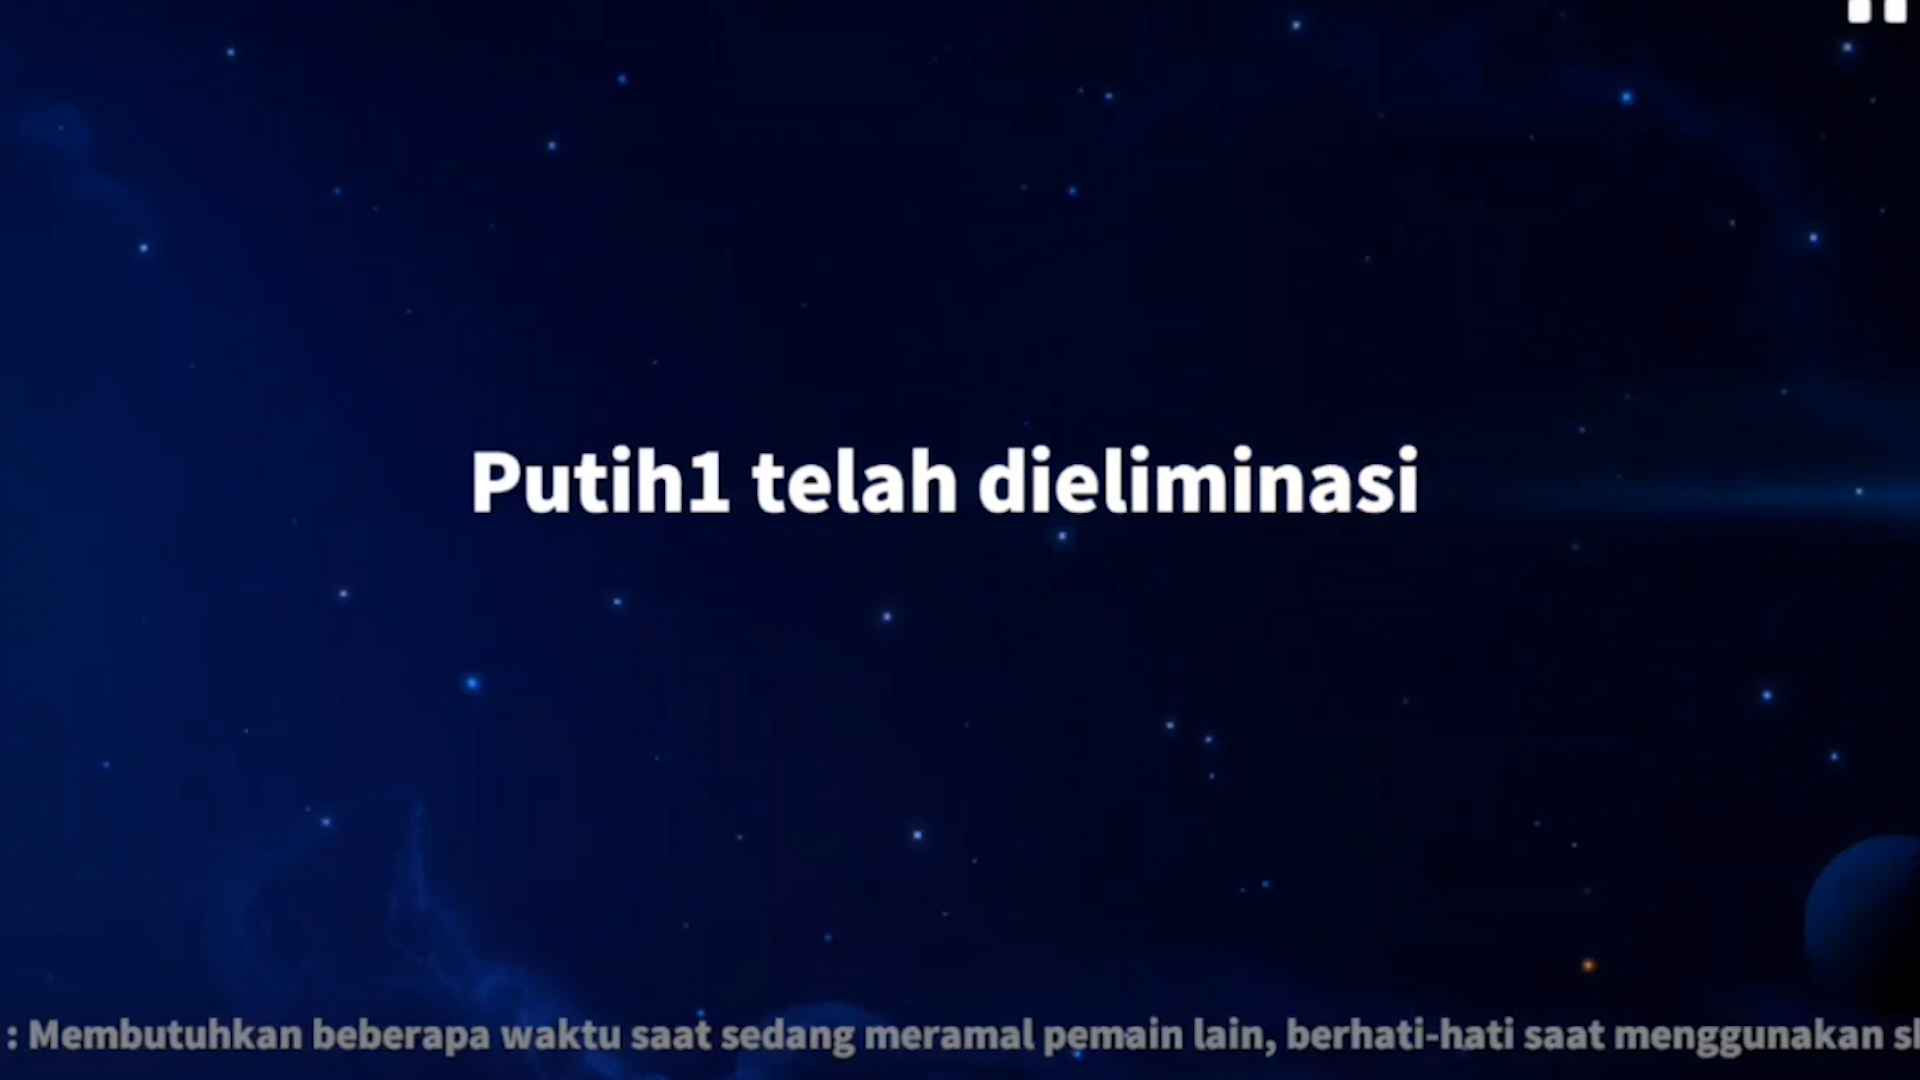 Putih1 telah dieliminasi
: Membutuhkan beberapa waktu saat sedang meramal pemain lain, berhati-hati saat menggunakan